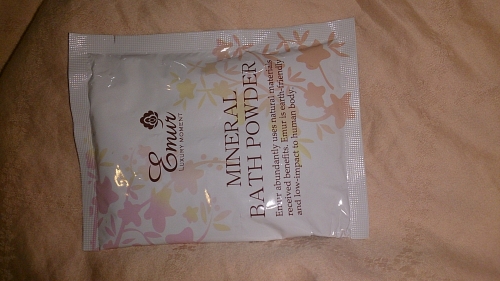 Emur
LUXURY MOMENT
MINERAL
BATH POWDER
Emur abundantly uses natural materials
received benefits. Emur is earth-friendly
and low-impact to human body.